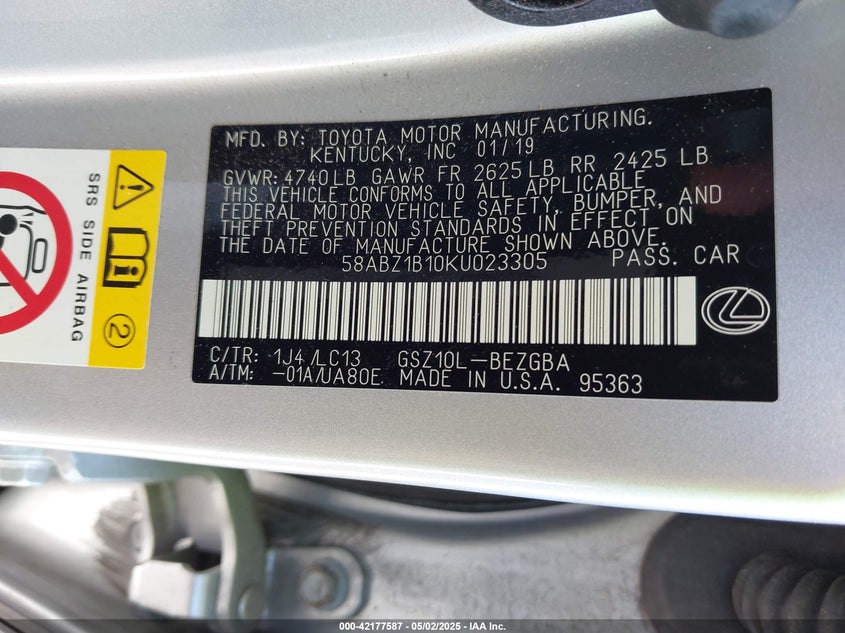 MFD. BY: TOYOTA MOTOR MANUFACTURING.
KENTUCKY, INC 01/19
GVWR: 4740LB GAWR FR 2625LB RR 2425 LB
THIS VEHICLE CONFORMS TO ALL APPLICABLE
FEDERAL MOTOR VEHICLE SAFETY, BUMPER, AND
THEFT PREVENTION STANDARDS IN EFFECT ON
THE DATE OF MANUFACTURE SHOWN ABOVE.
58ABZ1B10KU023305 PASS. CAR
C/TR: 1J4/LC13 GSZ10L-BEZGBA
A/TM: -01A/UA80E MADE IN U.S.A. 95363
SRS SIDE AIRBAG
2
000-42177587 - 05/02/2025 - IAA Inc.